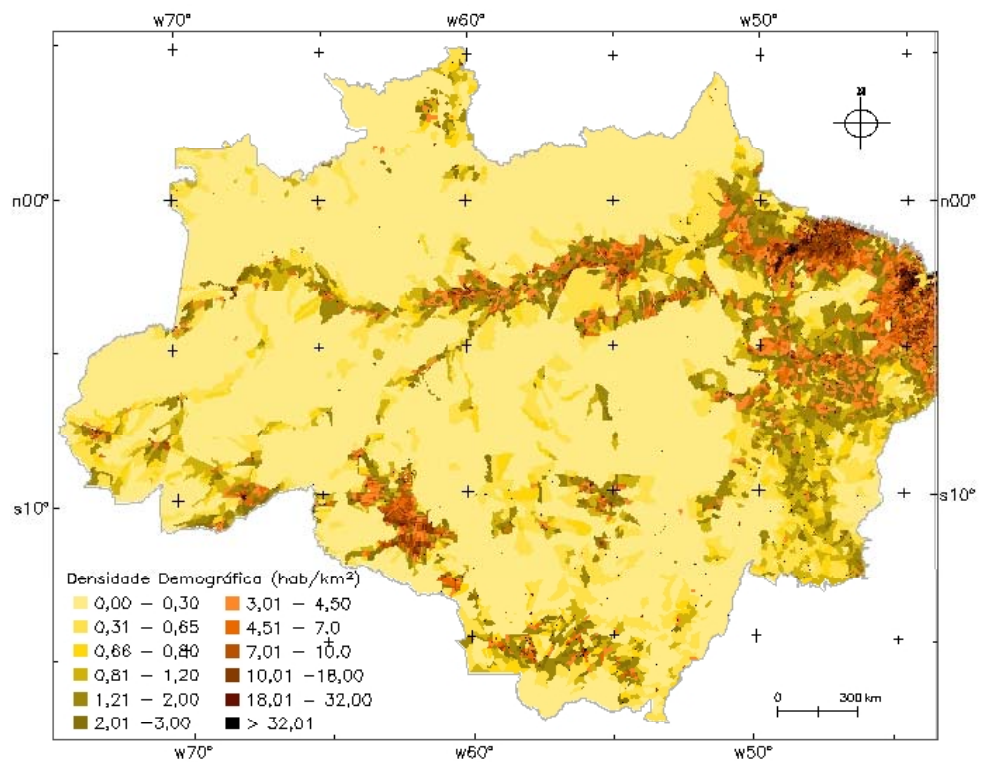 w70° w60° w50°
n00° n00°
s10° s10°
Densidade Demográfica (hab/km²)
0,00 – 0,30 3,01 – 4,50
0,31 – 0,65 4,51 – 7,0
0,66 – 0,80 7,01 – 10,0
0,81 – 1,20 10,01 –18,00
1,21 – 2,00 18,01 – 32,00
2,01 –3,00 > 32,01
0 300 km
w70° w60° w50°